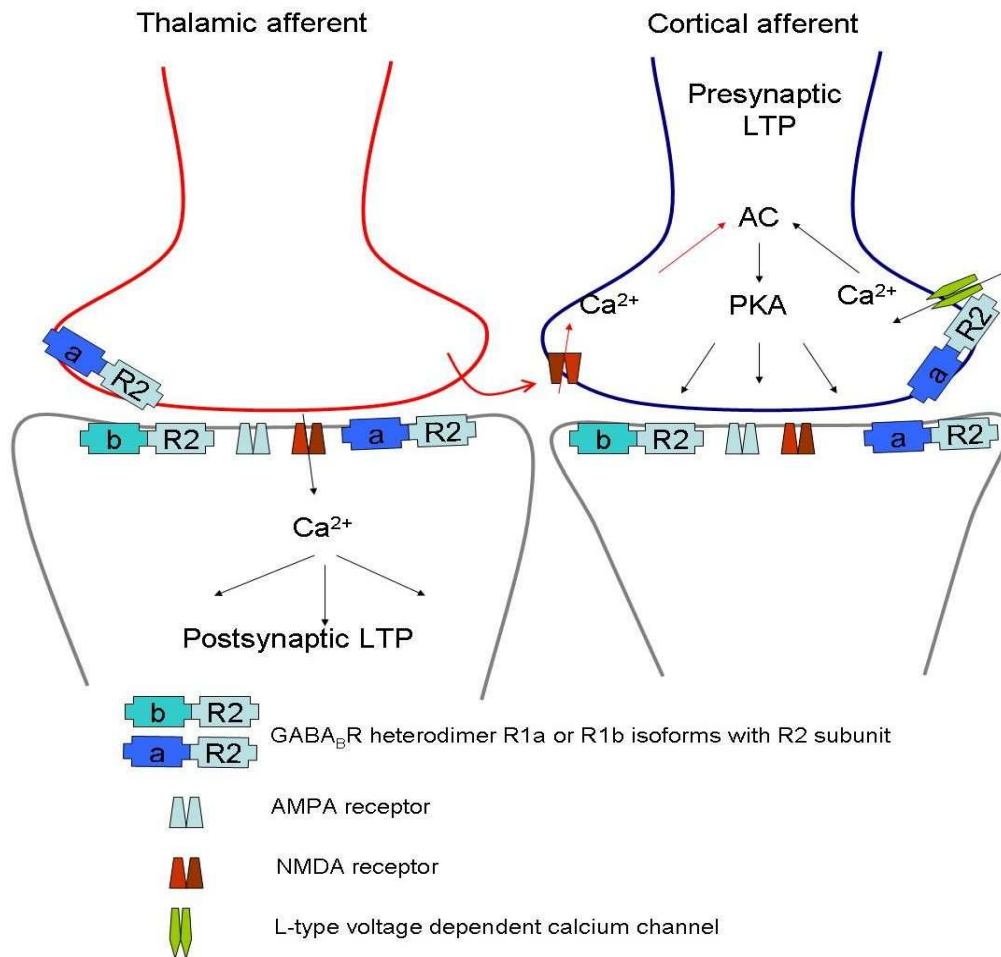 Thalamic afferent
Cortical afferent
Presynaptic
LTP
AC
Ca²⁺
PKA
Ca²⁺
a
R2
R2
a
b
R2
a
R2
b
R2
a
R2
Ca²⁺
Postsynaptic LTP
b
R2
a
R2
GABA_BR heterodimer R1a or R1b isoforms with R2 subunit
AMPA receptor
NMDA receptor
L-type voltage dependent calcium channel